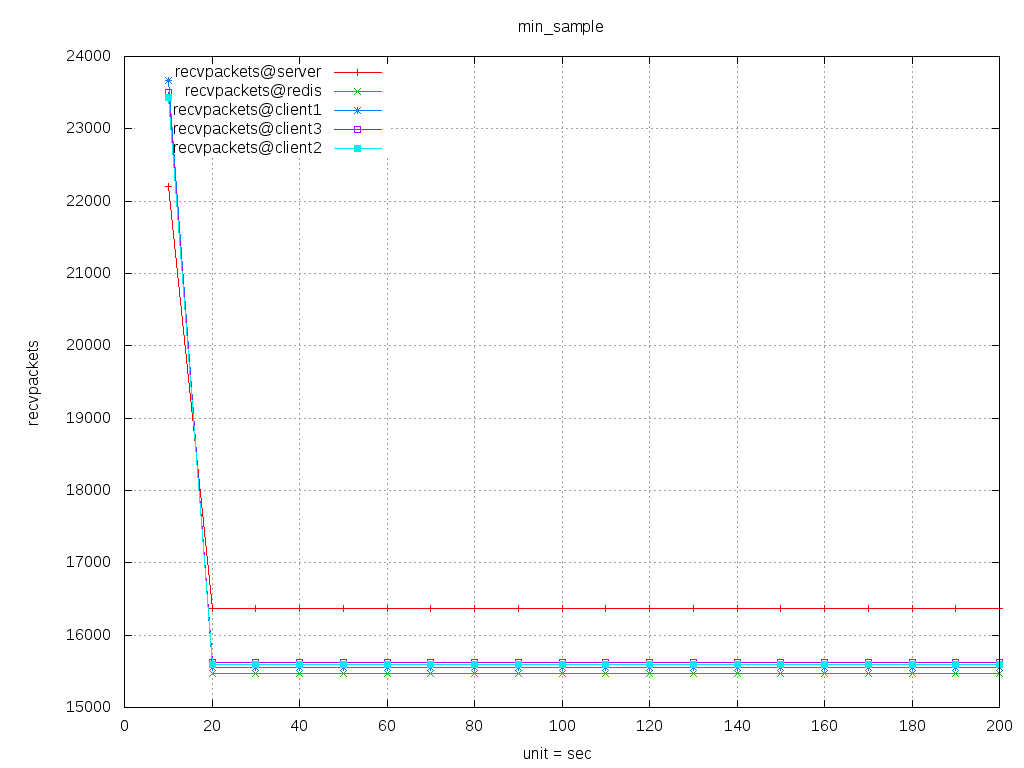 min_sample
24000
23000
22000
21000
20000
19000
18000
17000
16000
15000
recvpackets
recvpackets@server
recvpackets@redis
recvpackets@client1
recvpackets@client3
recvpackets@client2
0 20 40 60 80 100 120 140 160 180 200
unit = sec